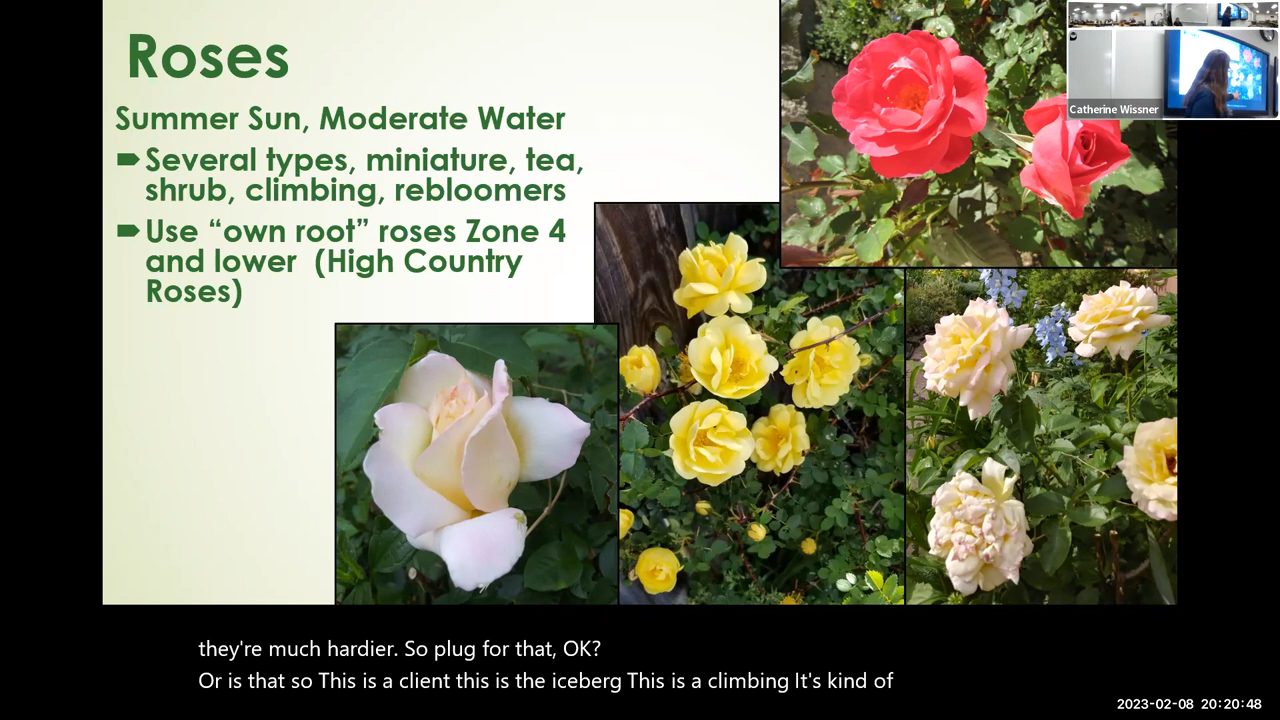 Roses
Summer Sun, Moderate Water
Several types, miniature, tea,
shrub, climbing, rebloomers
Use “own root” roses Zone 4
and lower (High Country
Roses)
Catherine Wissner
they're much hardier. So plug for that, OK?
Or is that so This is a client this is the iceberg This is a climbing It's kind of
2023-02-08 20:20:48